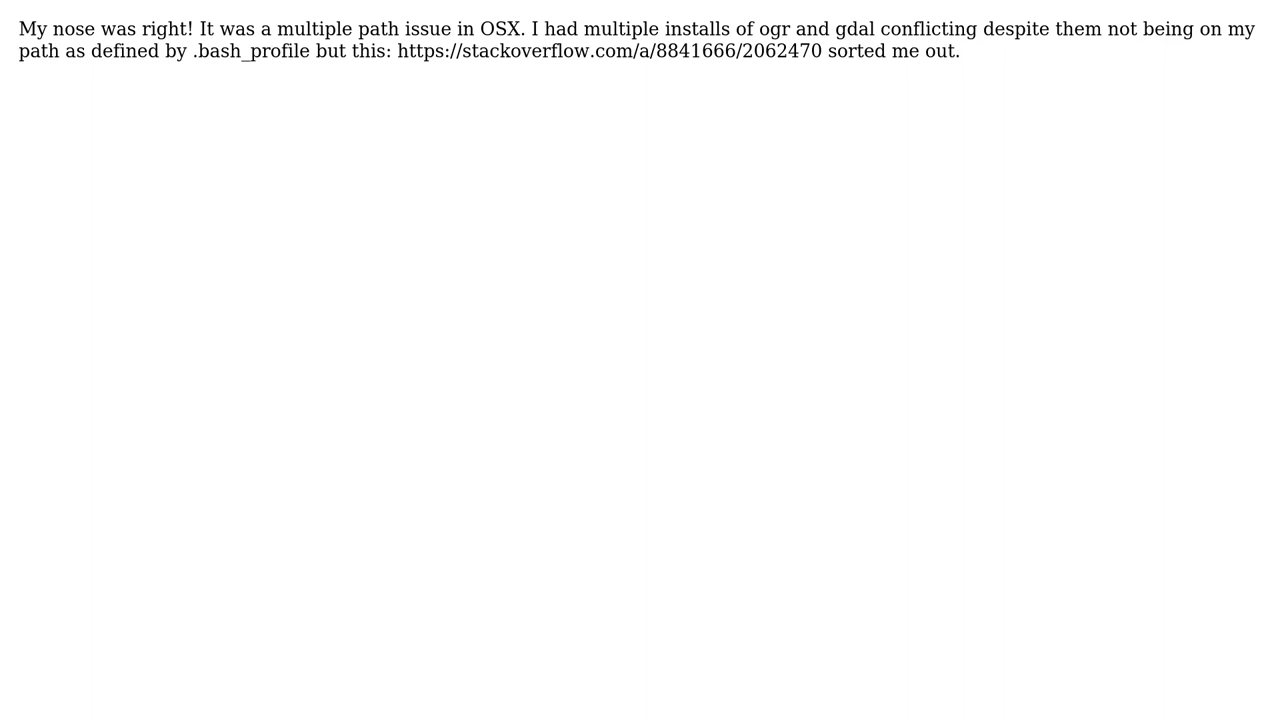 My nose was right! It was a multiple path issue in OSX. I had multiple installs of ogr and gdal conflicting despite them not being on my
path as defined by .bash_profile but this: https://stackoverflow.com/a/8841666/2062470 sorted me out.